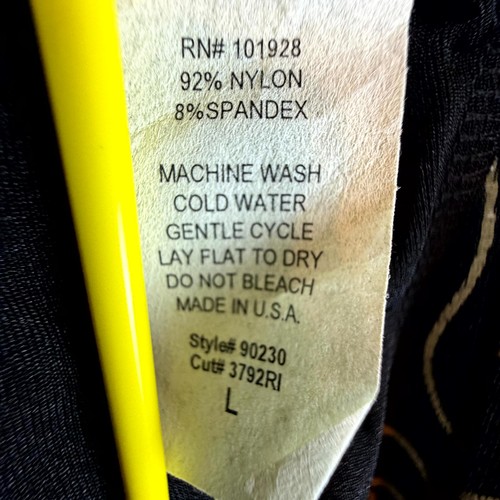 RN# 101928
92% NYLON
8%SPANDEX
MACHINE WASH
COLD WATER
GENTLE CYCLE
LAY FLAT TO DRY
DO NOT BLEACH
MADE IN U.S.A.
Style# 90230
Cut# 3792RI
L